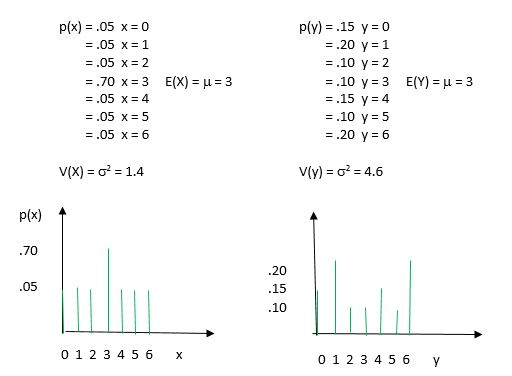 p(x) = .05 x = 0
= .05 x = 1
= .05 x = 2
= .70 x = 3 E(X) = μ = 3
= .05 x = 4
= .05 x = 5
= .05 x = 6
V(X) = σ² = 1.4
p(x)
.70
.05
0 1 2 3 4 5 6 x
p(y) = .15 y = 0
= .20 y = 1
= .10 y = 2
= .10 y = 3 E(Y) = μ = 3
= .15 y = 4
= .10 y = 5
= .20 y = 6
V(y) = σ² = 4.6
.20
.15
.10
0 1 2 3 4 5 6 y